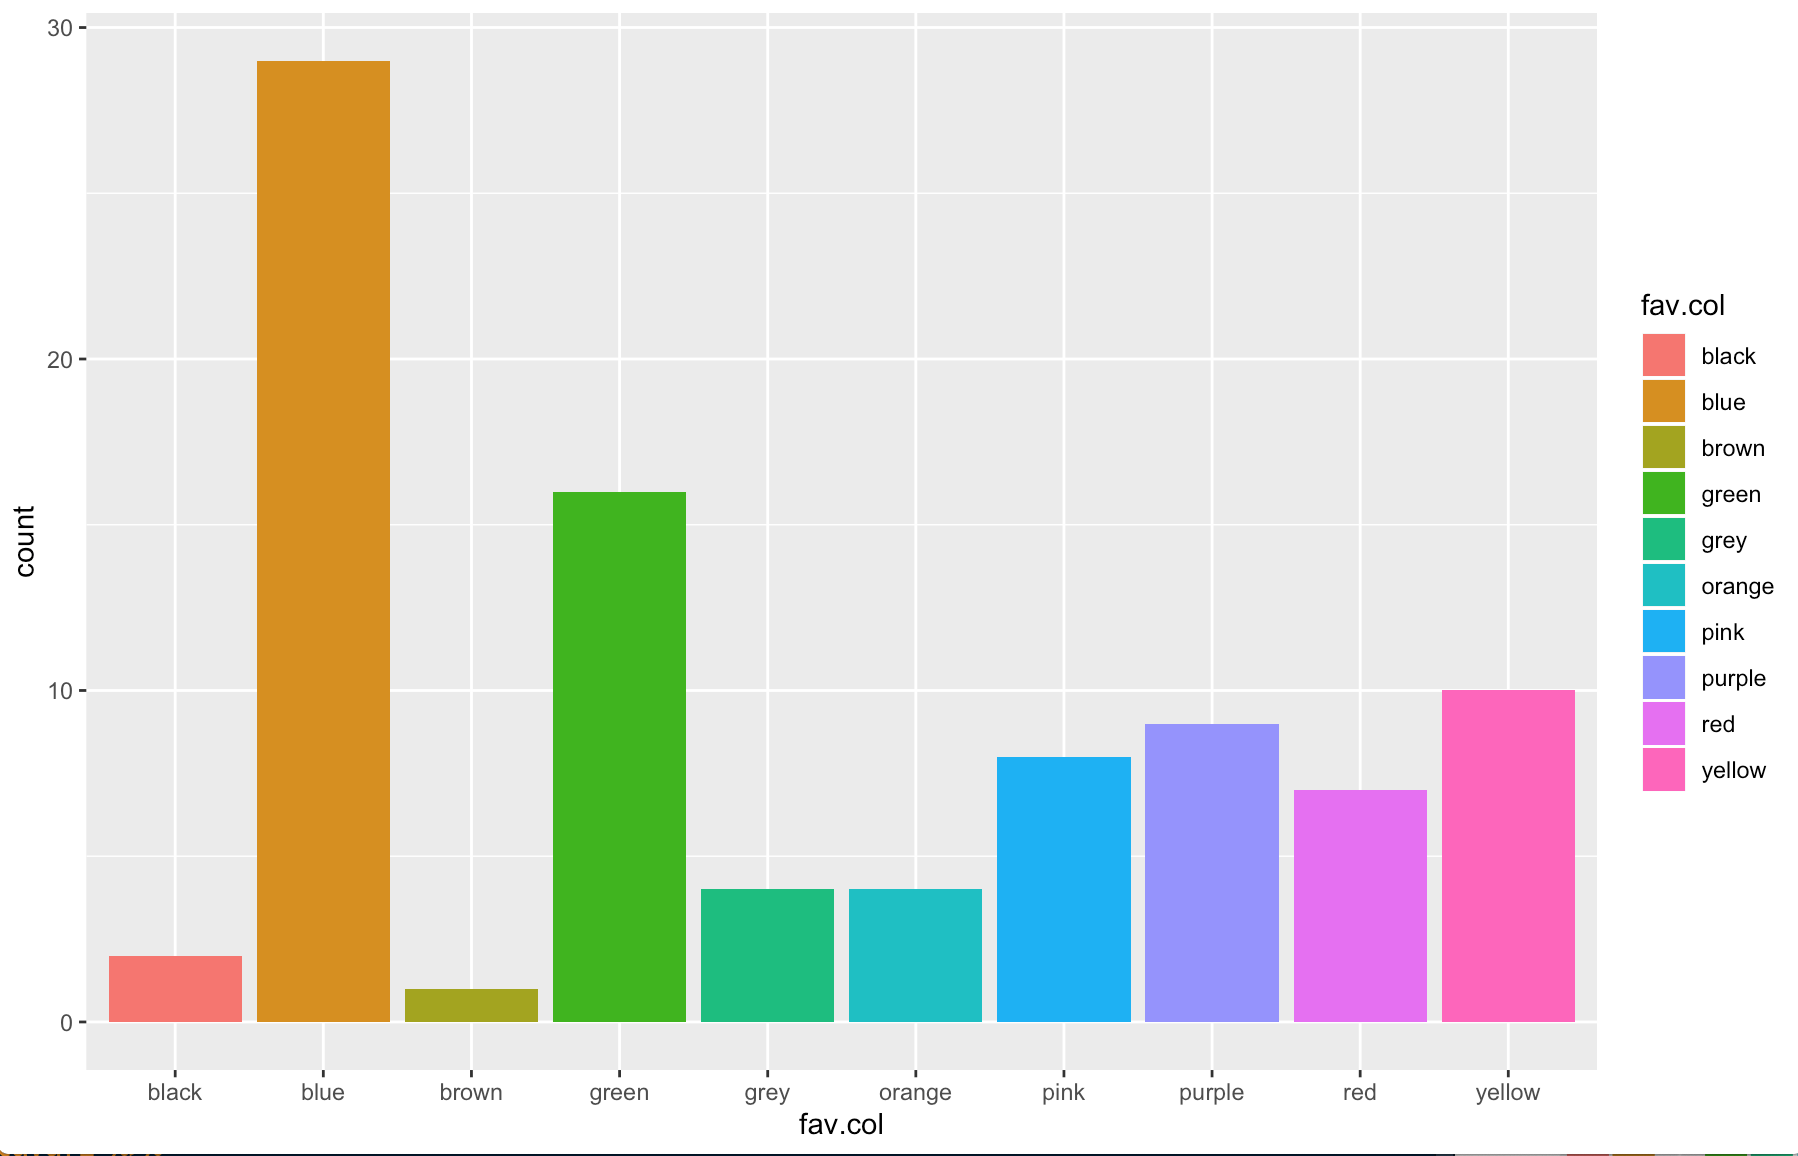 30
20
10
0
count
black
blue
brown
green
grey
orange
pink
purple
red
yellow
fav.col
fav.col
black
blue
brown
green
grey
orange
pink
purple
red
yellow